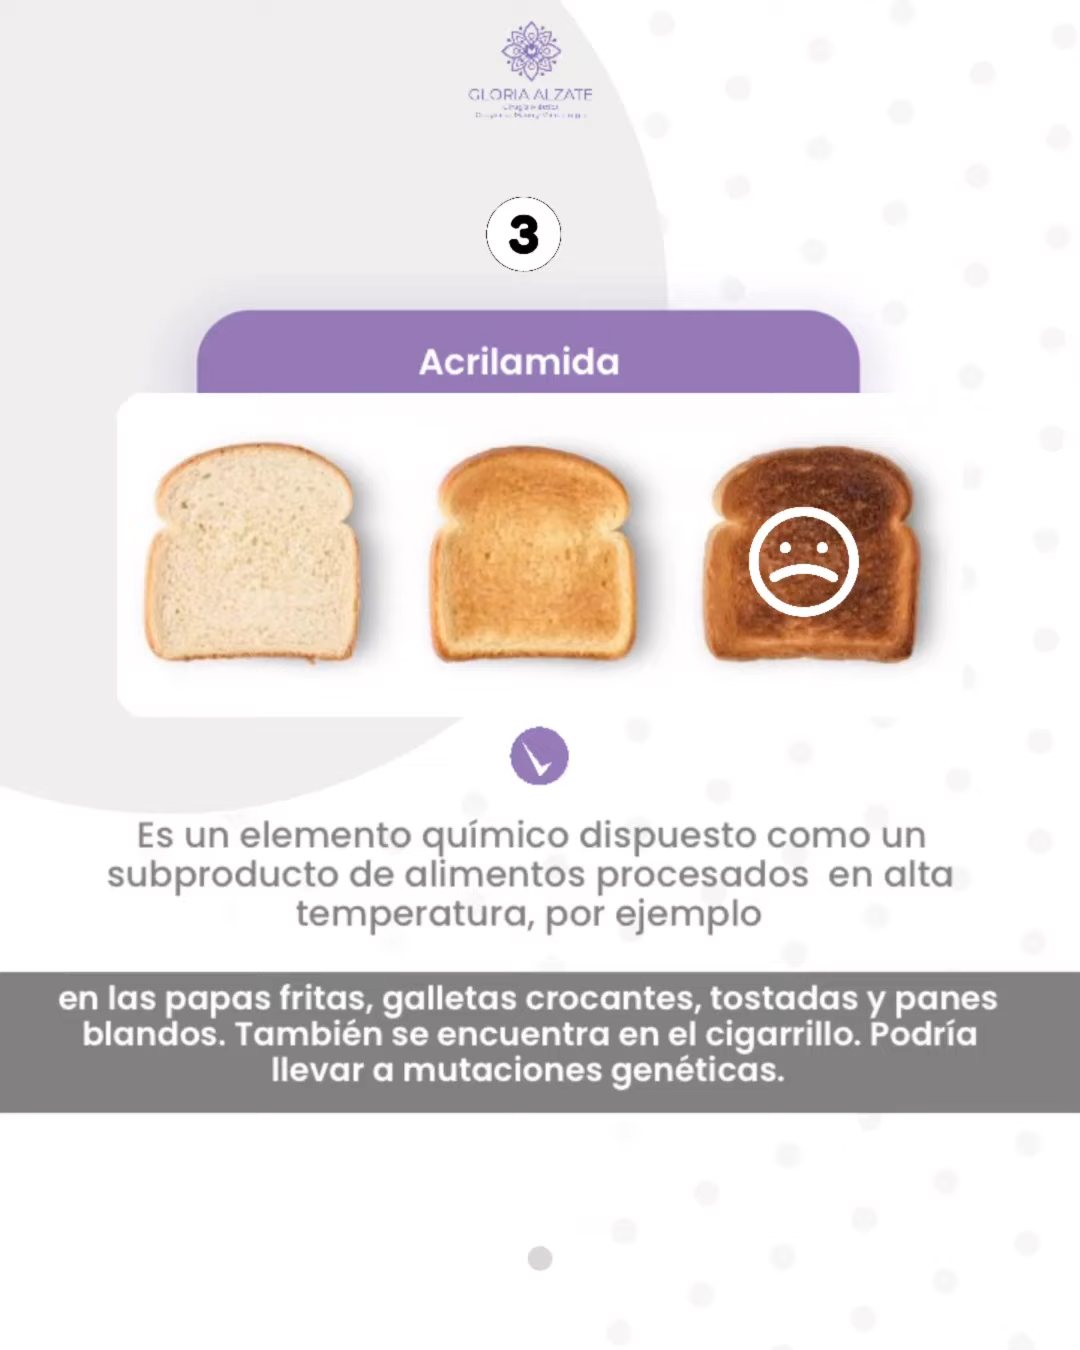 GLORIA ALZATE
3
Acrilamida
Es un elemento químico dispuesto como un
subproducto de alimentos procesados en alta
temperatura, por ejemplo
en las papas fritas, galletas crocantes, tostadas y panes
blandos. También se encuentra en el cigarrillo. Podría
llevar a mutaciones genéticas.